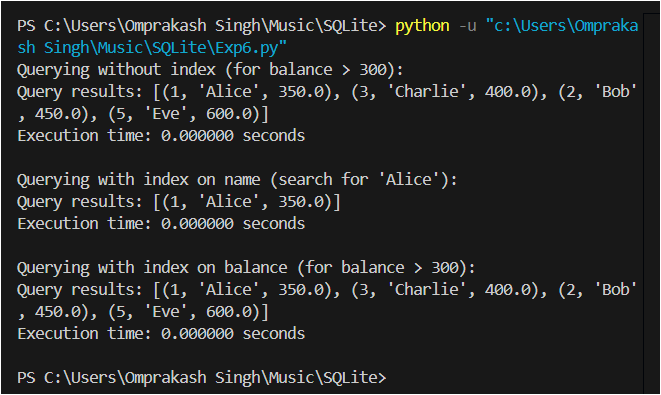 PS C:\Users\Omprakash Singh\Music\SQLite> python -u "c:\Users\Ompraka
sh Singh\Music\SQLite\Exp6.py"
Querying without index (for balance > 300):
Query results: [(1, 'Alice', 350.0), (3, 'Charlie', 400.0), (2, 'Bob'
, 450.0), (5, 'Eve', 600.0)]
Execution time: 0.000000 seconds

Querying with index on name (search for 'Alice'):
Query results: [(1, 'Alice', 350.0)]
Execution time: 0.000000 seconds

Querying with index on balance (for balance > 300):
Query results: [(1, 'Alice', 350.0), (3, 'Charlie', 400.0), (2, 'Bob'
, 450.0), (5, 'Eve', 600.0)]
Execution time: 0.000000 seconds

PS C:\Users\Omprakash Singh\Music\SQLite>